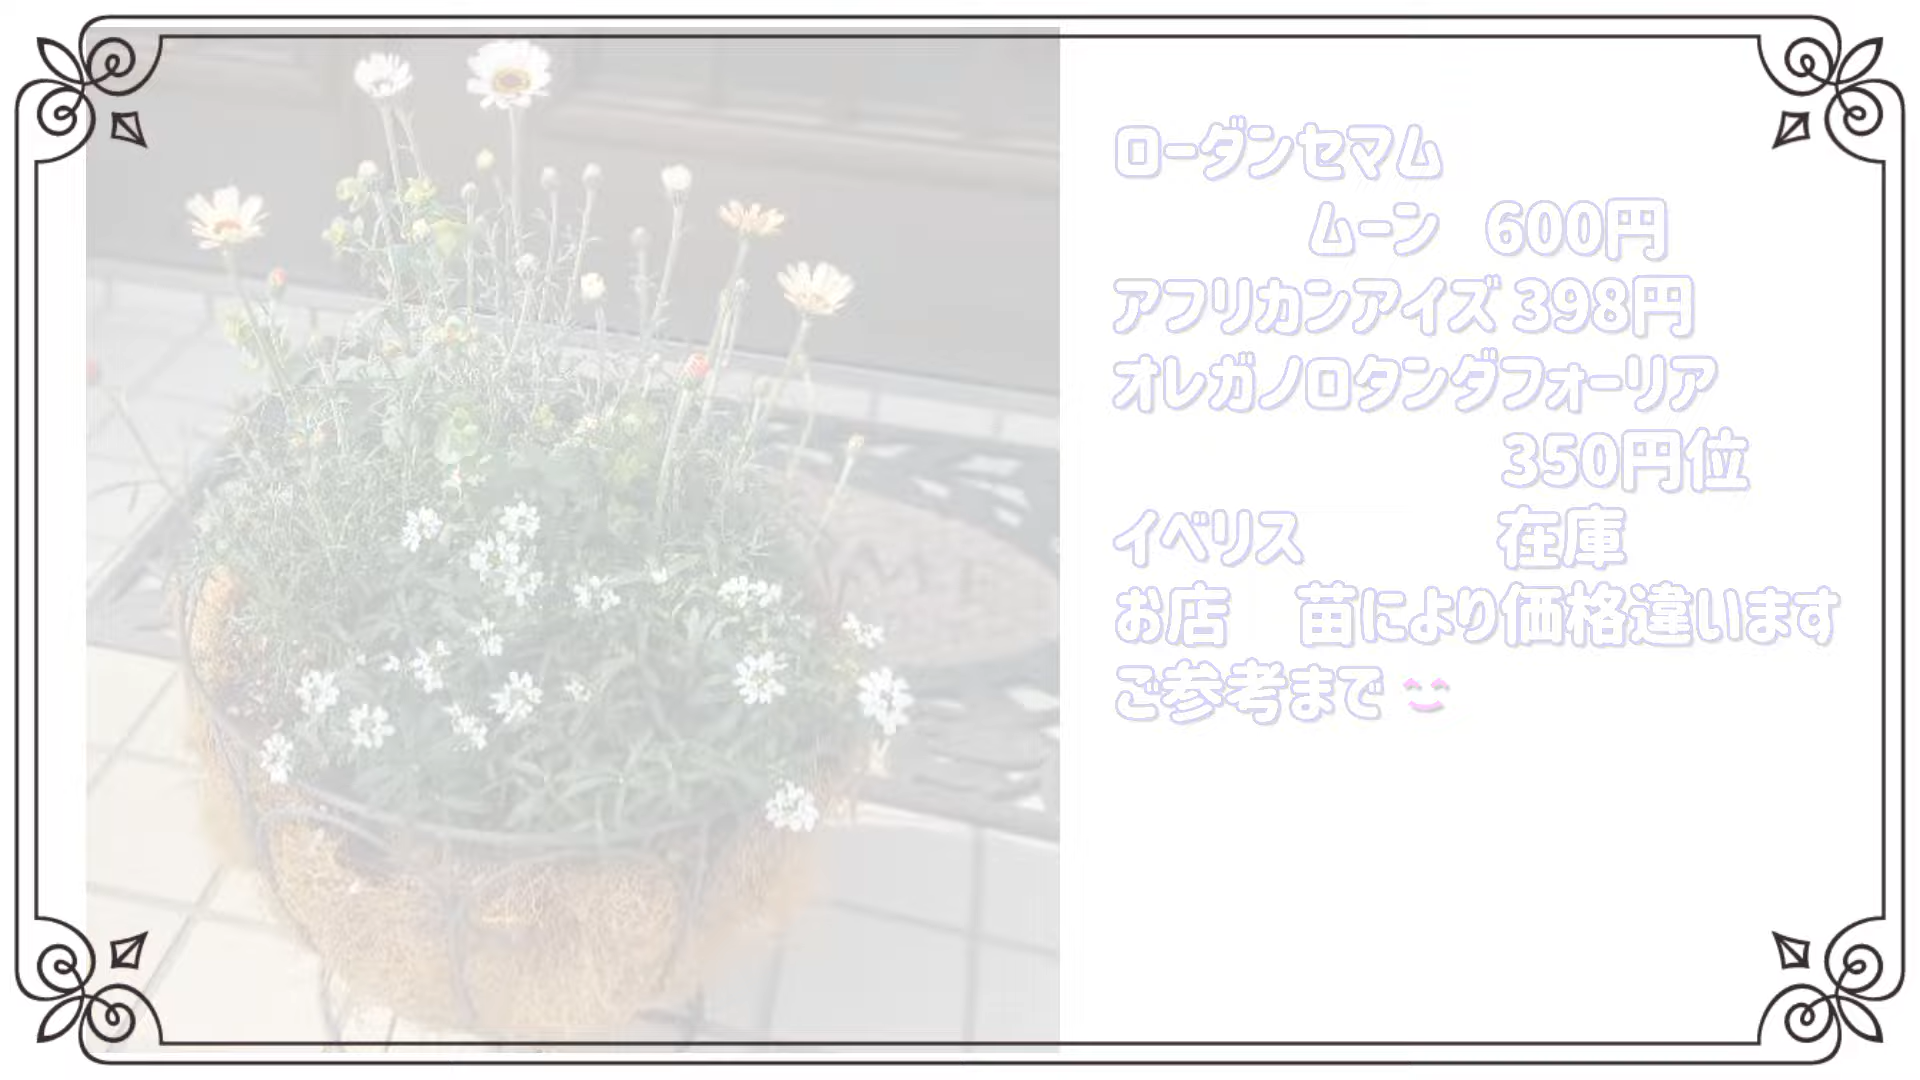 ローダンセマム
ムーン 600円
アフリカンアイズ 398円
オレガノロタンダフォーリア
350円位
イベリス 在庫
お店 苗により価格違います
ご参考まで